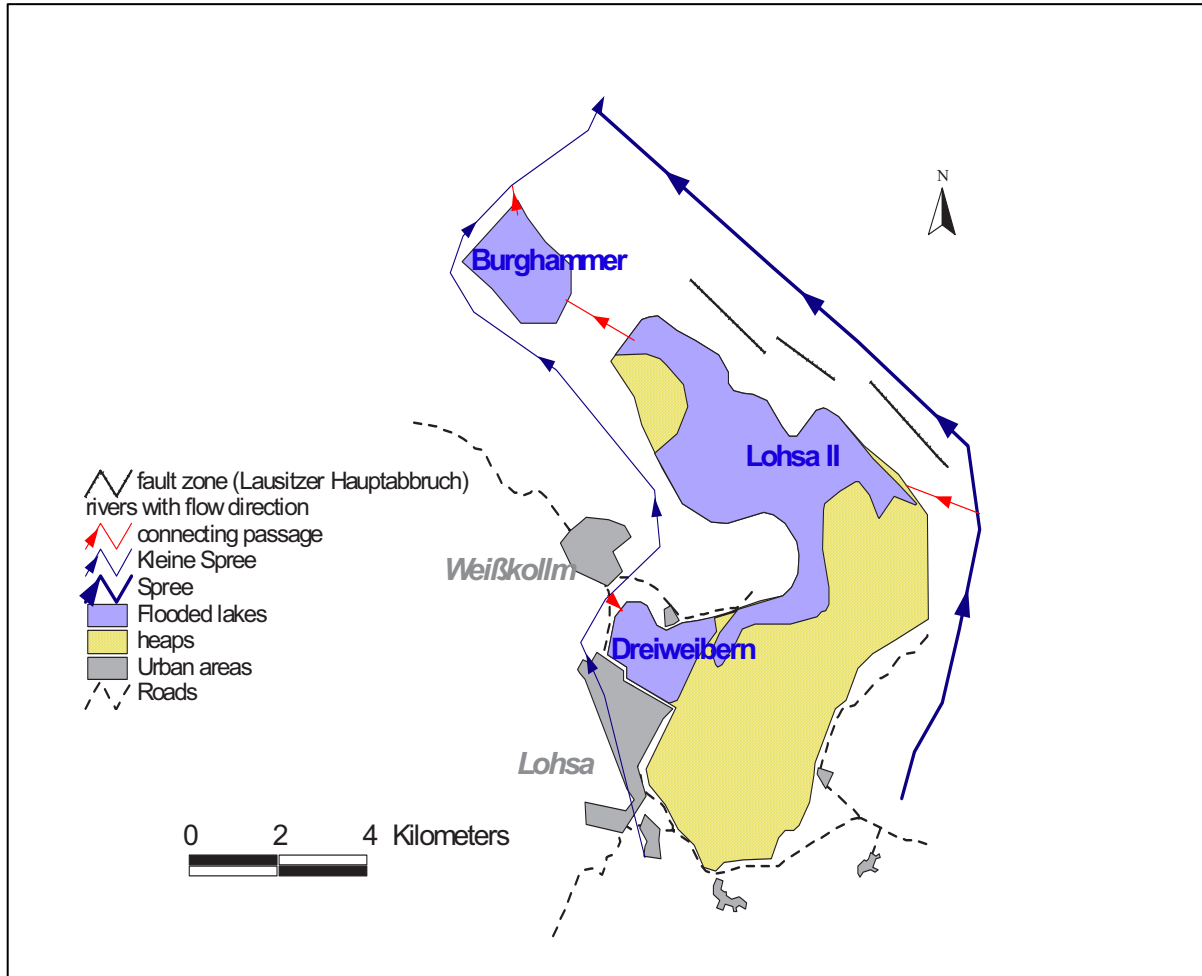 N
Burghammer
Lohsa II
fault zone (Lausitzer Hauptabbruch)
rivers with flow direction
connecting passage
Kleine Spree
Spree
Flooded lakes
heaps
Urban areas
Roads
Weißkollm
Dreiweibern
Lohsa
0 2 4 Kilometers